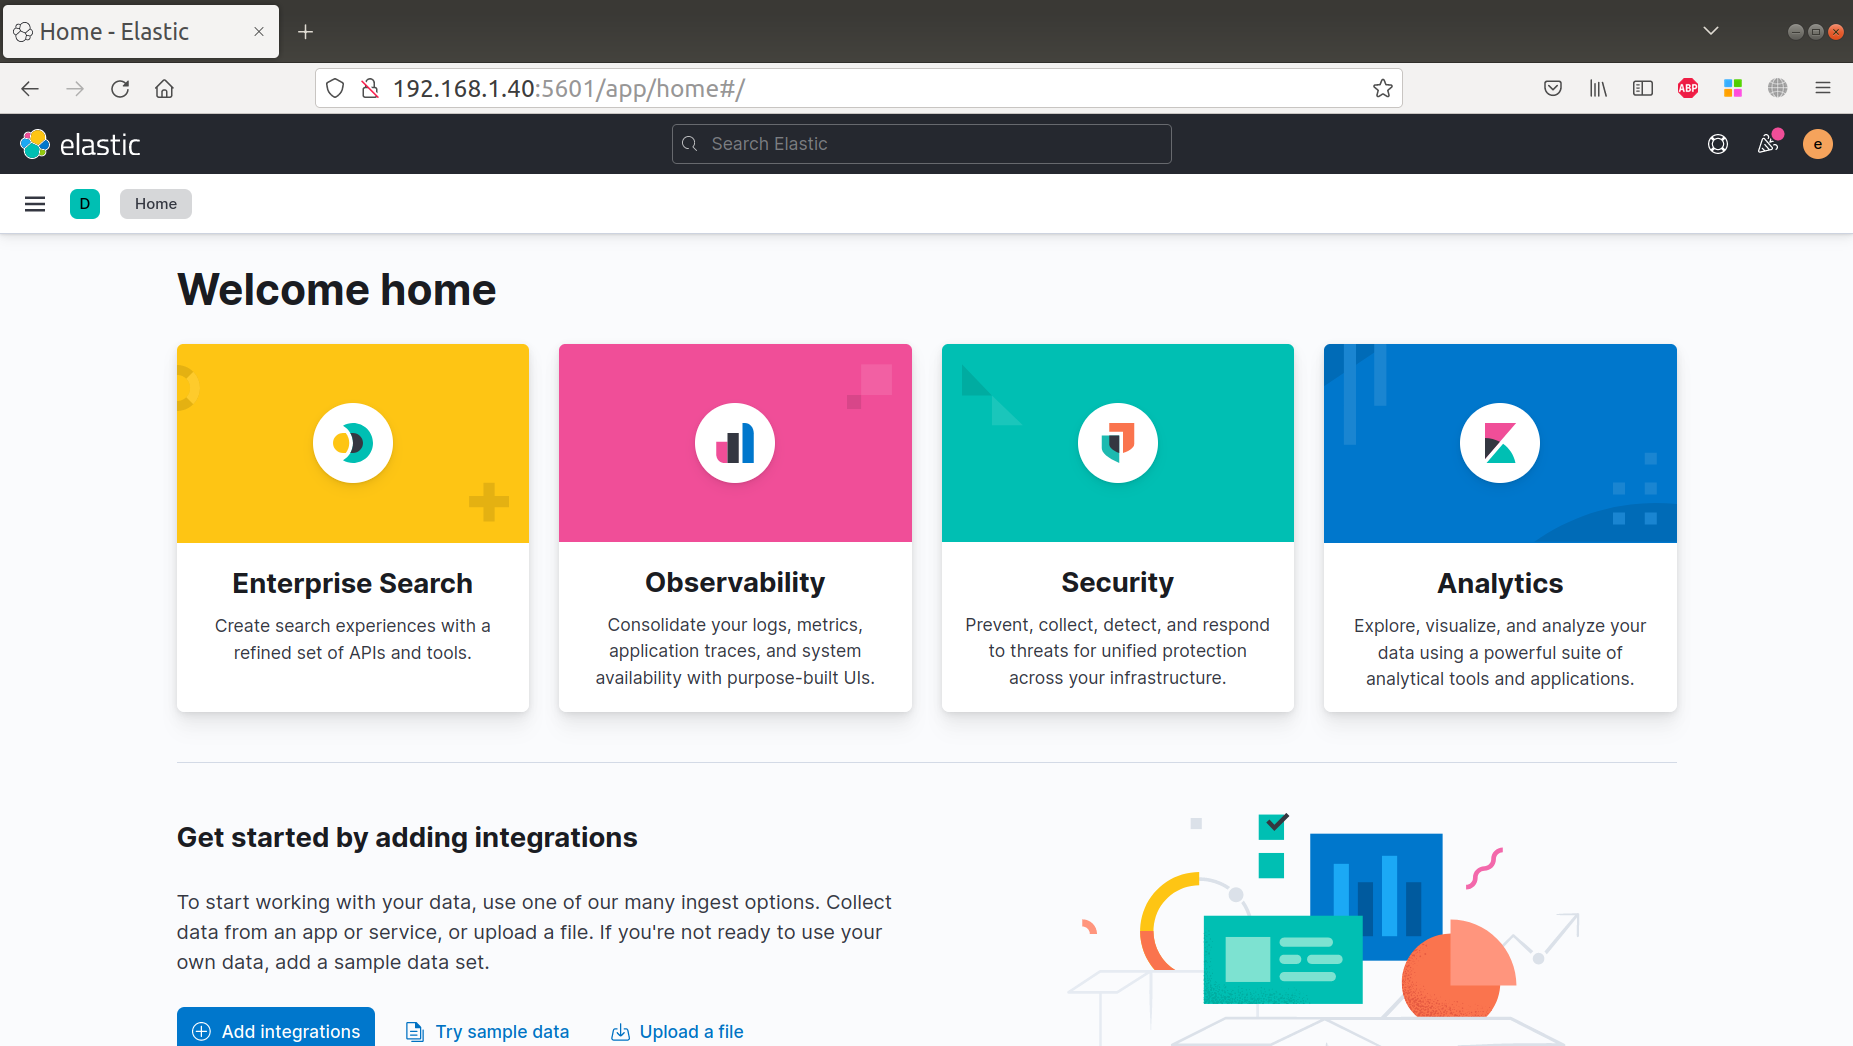 Home - Elastic
192.168.1.40:5601/app/home#/
ABP
elastic
Search Elastic
e
D
Home
Welcome home
Enterprise Search
Create search experiences with a
refined set of APIs and tools.
Observability
Consolidate your logs, metrics,
application traces, and system
availability with purpose-built UIs.
Security
Prevent, collect, detect, and respond
to threats for unified protection
across your infrastructure.
Analytics
Explore, visualize, and analyze your
data using a powerful suite of
analytical tools and applications.
Get started by adding integrations
To start working with your data, use one of our many ingest options. Collect
data from an app or service, or upload a file. If you're not ready to use your
own data, add a sample data set.
Add integrations
Try sample data
Upload a file